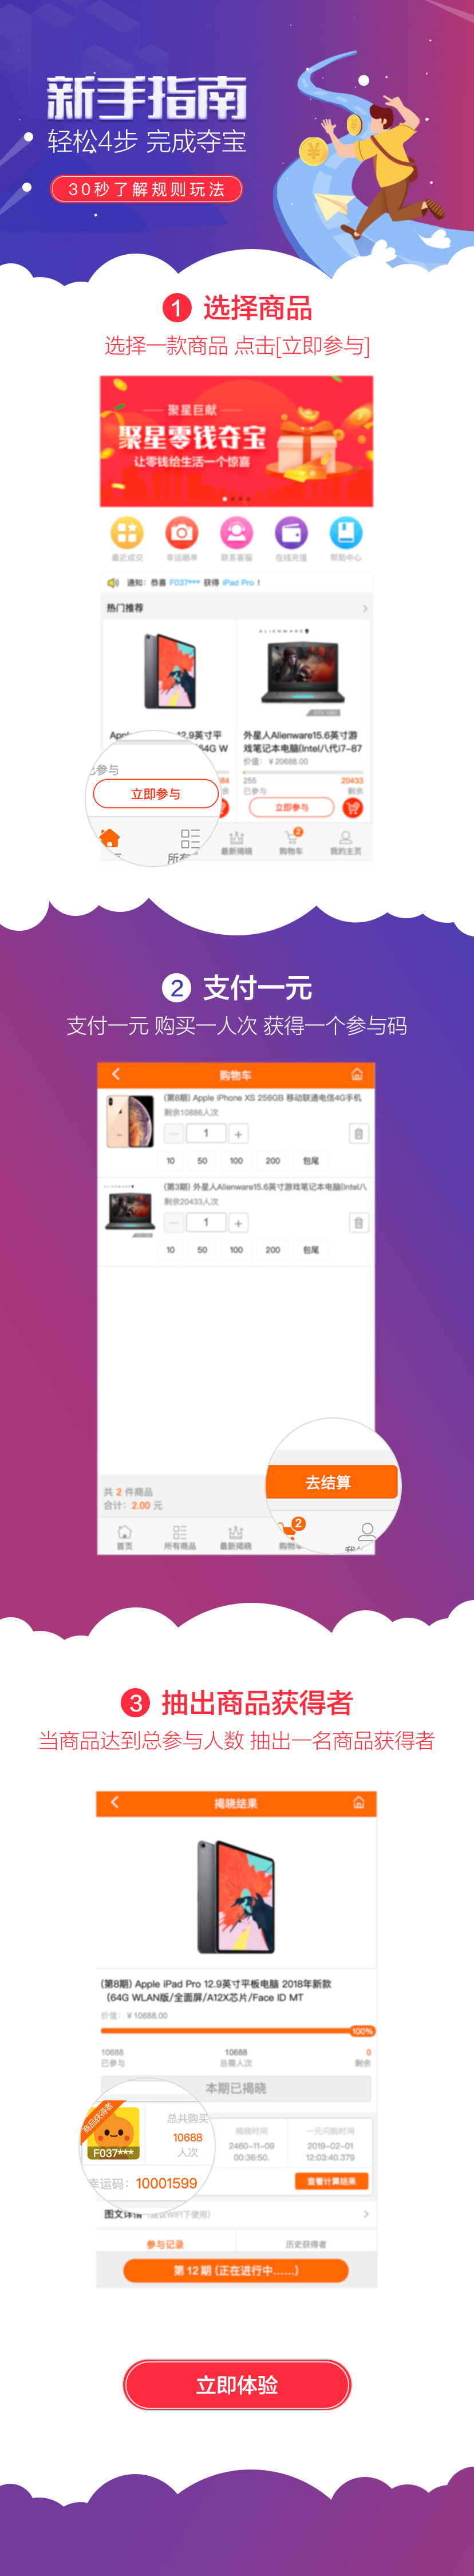 新手指南
轻松4步 完成夺宝
30秒了解规则玩法
1 选择商品
选择一款商品 点击[立即参与]
聚星巨献
聚星零钱夺宝
让零钱给生活一个惊喜
最近成交 幸运晒单 联系客服 在线充值 帮助中心
通知：恭喜 F037*** 获得 iPad Pro！
热门推荐
ALIENWARE
12.9英寸平
64G W
外星人Alienware15.6英寸游
戏笔记本电脑(Intel八代i7-87
价值：￥20688.00
255 20433
已参与 剩余
立即参与
已参与
立即参与
最新揭晓 购物车 2 我的主页
2 支付一元
支付一元 购买一人次 获得一个参与码
购物车
(第8期) Apple iPhone XS 256GB 移动联通电信4G手机
剩余10886人次
− 1 +
10 50 100 200 包尾
(第3期) 外星人Alienware15.6英寸游戏笔记本电脑(Intel八
剩余20433人次
− 1 +
10 50 100 200 包尾
去结算
共 2 件商品
合计：2.00 元
2
首页 所有商品 最新揭晓
3 抽出商品获得者
当商品达到总参与人数 抽出一名商品获得者
揭晓结果
(第8期) Apple iPad Pro 12.9英寸平板电脑 2018年新款
（64G WLAN版/全面屏/A12X芯片/Face ID MT
价值：￥10688.00
100%
10688 10688 0
已参与 总需人次 剩余
本期已揭晓
商品获得者
F037***
总共购买
10688
人次
幸运码：10001599
揭晓时间
2460-11-09
00:36:50.
一元闪购时间
2019-02-01
12:03:40.379
查看计算结果
图文详情（建议WIFI下使用）
参与记录 历史获得者
第 12 期 (正在进行中……)
立即体验